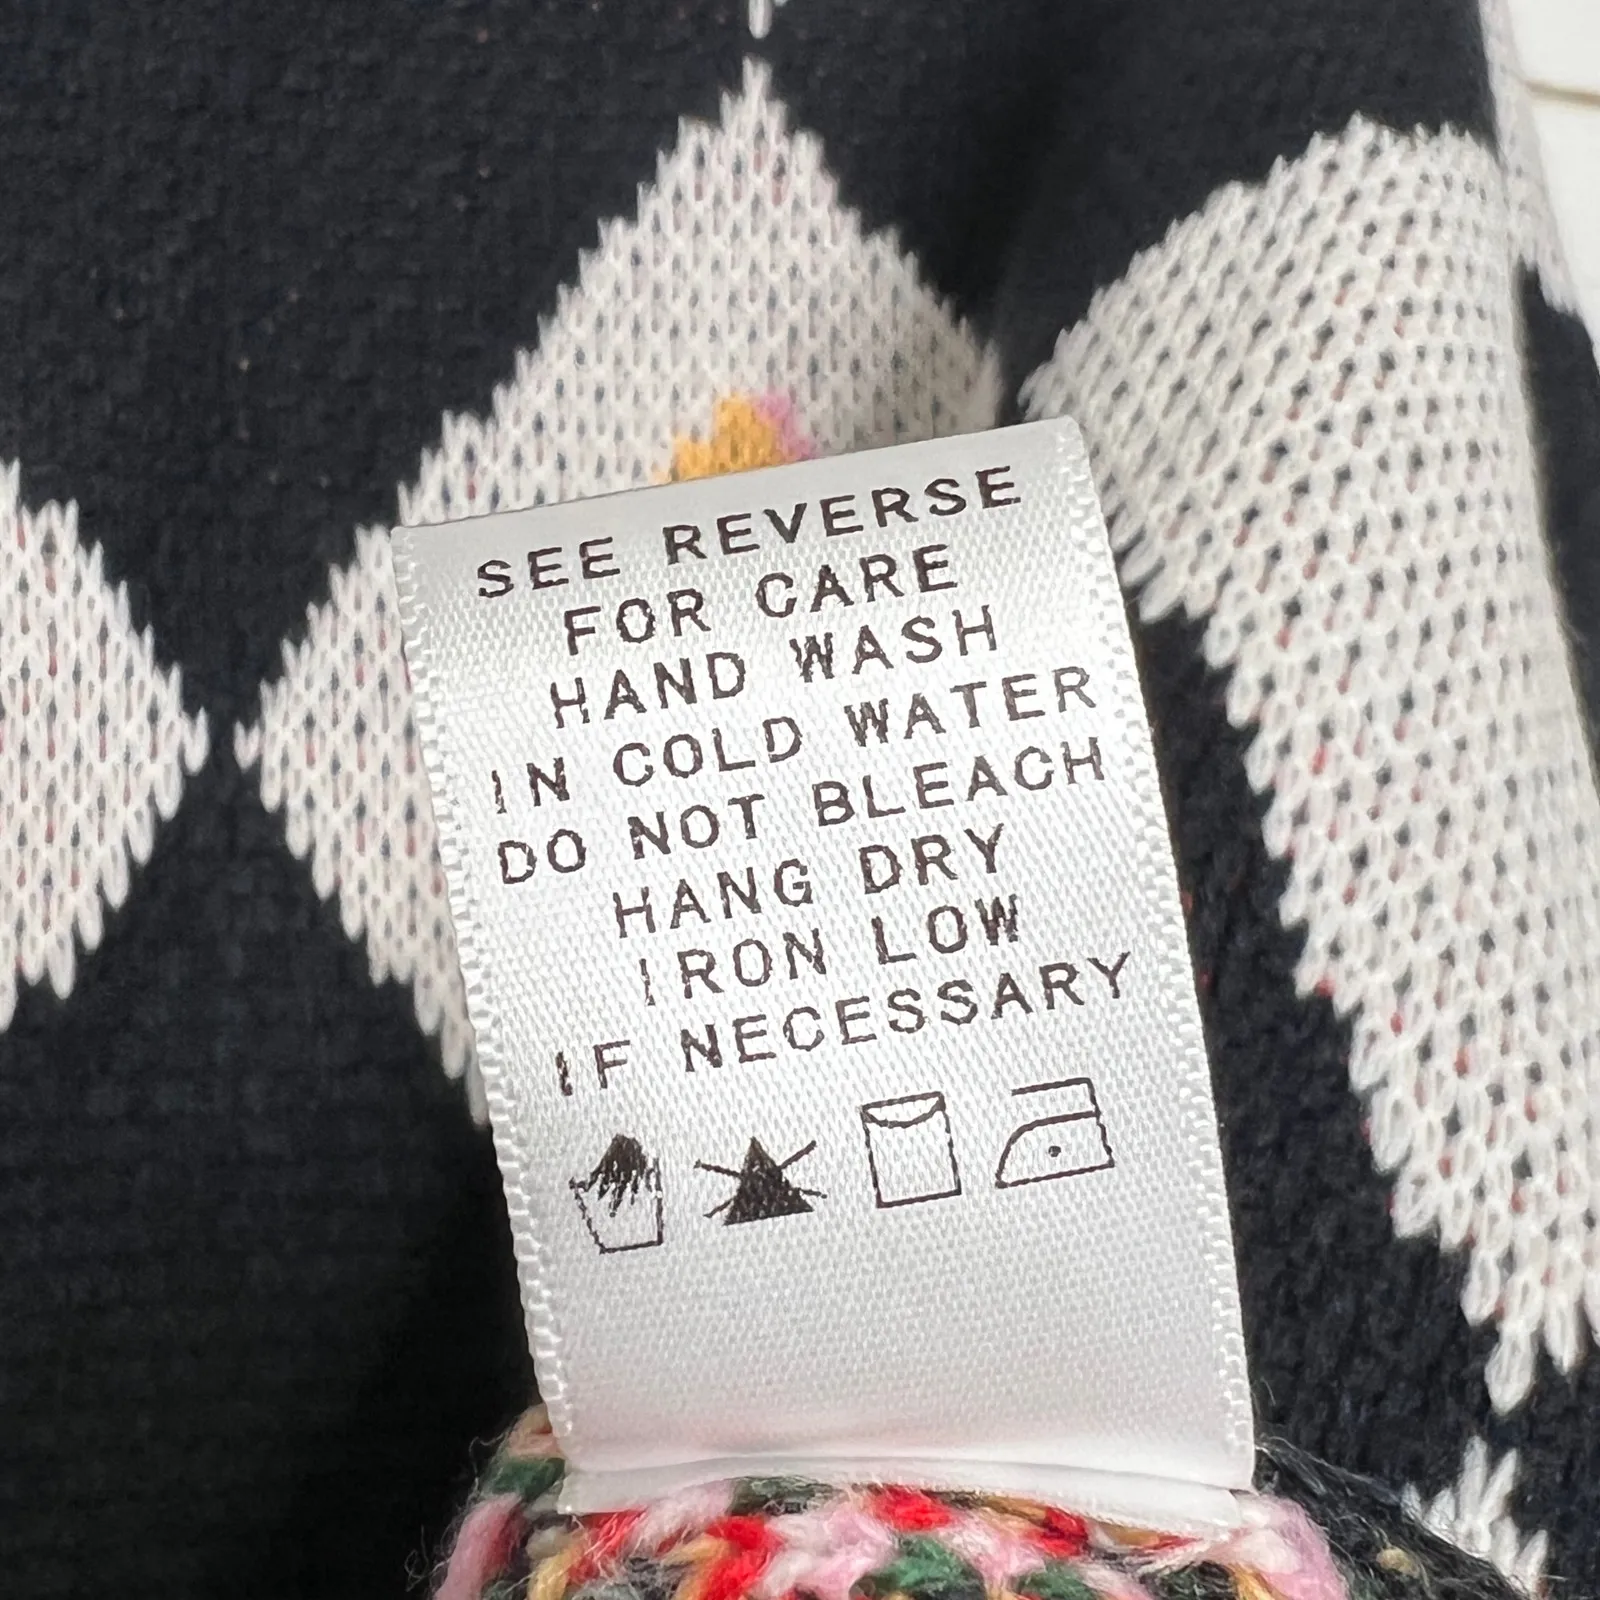 SEE REVERSE
FOR CARE
HAND WASH
IN COLD WATER
DO NOT BLEACH
HANG DRY
IRON LOW
IF NECESSARY